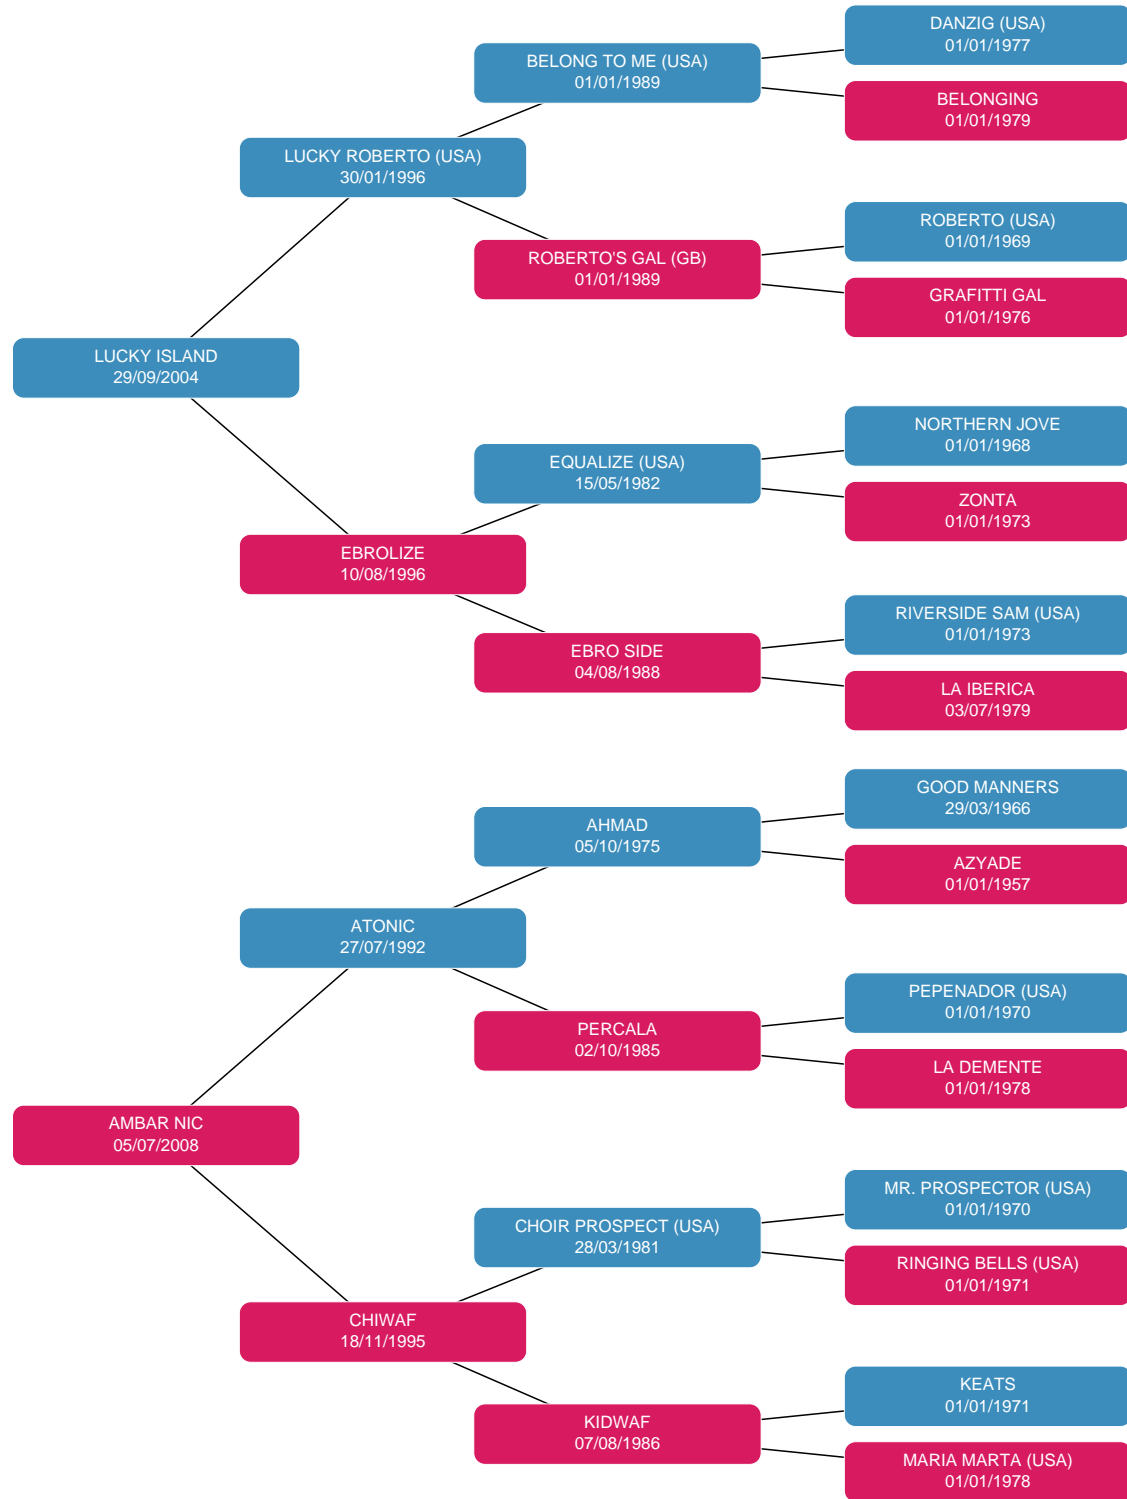 DANZIG (USA)
01/01/1977
BELONG TO ME (USA)
01/01/1989
BELONGING
01/01/1979
LUCKY ROBERTO (USA)
30/01/1996
ROBERTO (USA)
01/01/1969
ROBERTO'S GAL (GB)
01/01/1989
GRAFITTI GAL
01/01/1976
LUCKY ISLAND
29/09/2004
NORTHERN JOVE
01/01/1968
EQUALIZE (USA)
15/05/1982
ZONTA
01/01/1973
EBROLIZE
10/08/1996
RIVERSIDE SAM (USA)
01/01/1973
EBRO SIDE
04/08/1988
LA IBERICA
03/07/1979
GOOD MANNERS
29/03/1966
AHMAD
05/10/1975
AZYADE
01/01/1957
ATONIC
27/07/1992
PEPENADOR (USA)
01/01/1970
PERCALA
02/10/1985
LA DEMENTE
01/01/1978
AMBAR NIC
05/07/2008
MR. PROSPECTOR (USA)
01/01/1970
CHOIR PROSPECT (USA)
28/03/1981
RINGING BELLS (USA)
01/01/1971
CHIWAF
18/11/1995
KEATS
01/01/1971
KIDWAF
07/08/1986
MARIA MARTA (USA)
01/01/1978